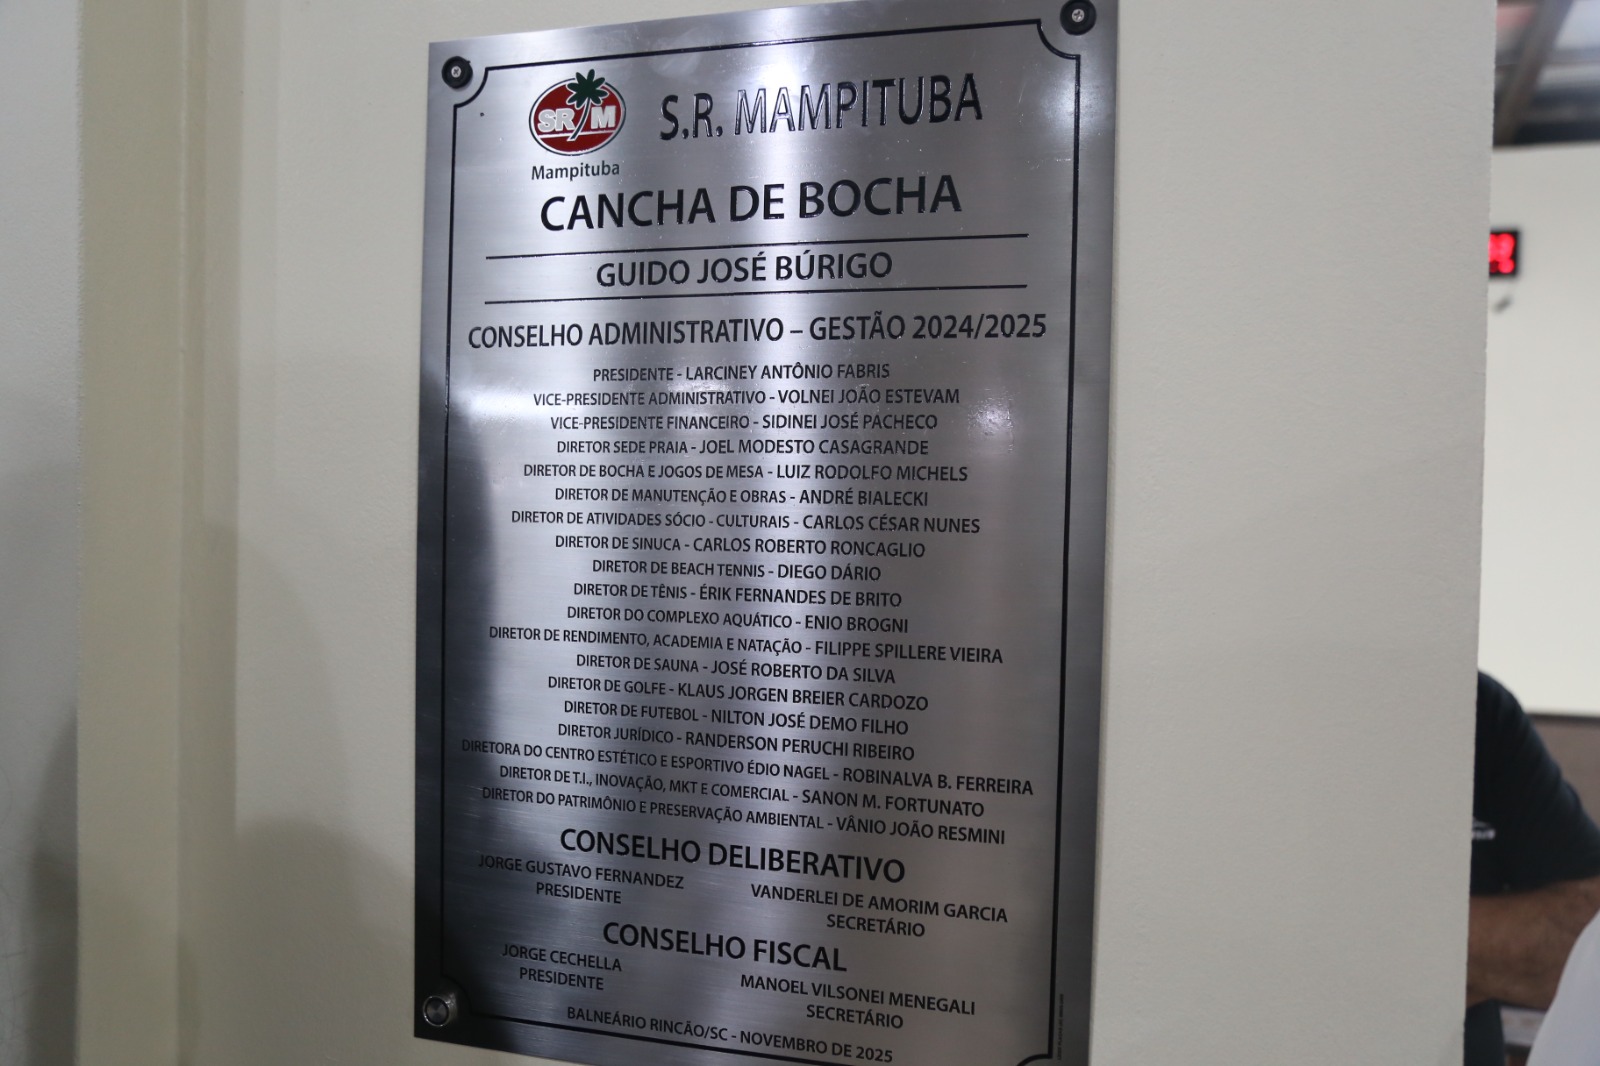 SR M
Mampituba
S.R. MAMPITUBA
CANCHA DE BOCHA
GUIDO JOSÉ BÚRIGO
CONSELHO ADMINISTRATIVO – GESTÃO 2024/2025
PRESIDENTE - LARCINEY ANTÔNIO FABRIS
VICE-PRESIDENTE ADMINISTRATIVO - VOLNEI JOÃO ESTEVAM
VICE-PRESIDENTE FINANCEIRO - SIDINEI JOSÉ PACHECO
DIRETOR SEDE PRAIA - JOEL MODESTO CASAGRANDE
DIRETOR DE BOCHA E JOGOS DE MESA - LUIZ RODOLFO MICHELS
DIRETOR DE MANUTENÇÃO E OBRAS - ANDRÉ BIALECKI
DIRETOR DE ATIVIDADES SÓCIO - CULTURAIS - CARLOS CÉSAR NUNES
DIRETOR DE SINUCA - CARLOS ROBERTO RONCAGLIO
DIRETOR DE BEACH TENNIS - DIEGO DÁRIO
DIRETOR DE TÊNIS - ÉRIK FERNANDES DE BRITO
DIRETOR DO COMPLEXO AQUÁTICO - ENIO BROGNI
DIRETOR DE RENDIMENTO, ACADEMIA E NATAÇÃO - FILIPPE SPILLERE VIEIRA
DIRETOR DE SAUNA - JOSÉ ROBERTO DA SILVA
DIRETOR DE GOLFE - KLAUS JORGEN BREIER CARDOZO
DIRETOR DE FUTEBOL - NILTON JOSÉ DEMO FILHO
DIRETOR JURÍDICO - RANDERSON PERUCHI RIBEIRO
DIRETORA DO CENTRO ESTÉTICO E ESPORTIVO ÉDIO NAGEL - ROBINALVA B. FERREIRA
DIRETOR DE T.I., INOVAÇÃO, MKT E COMERCIAL - SANON M. FORTUNATO
DIRETOR DO PATRIMÔNIO E PRESERVAÇÃO AMBIENTAL - VÂNIO JOÃO RESMINI
CONSELHO DELIBERATIVO
JORGE GUSTAVO FERNANDEZ
PRESIDENTE
VANDERLEI DE AMORIM GARCIA
SECRETÁRIO
CONSELHO FISCAL
JORGE CECHELLA
PRESIDENTE
MANOEL VILSONEI MENEGALI
SECRETÁRIO
BALNEÁRIO RINCÃO/SC - NOVEMBRO DE 2025